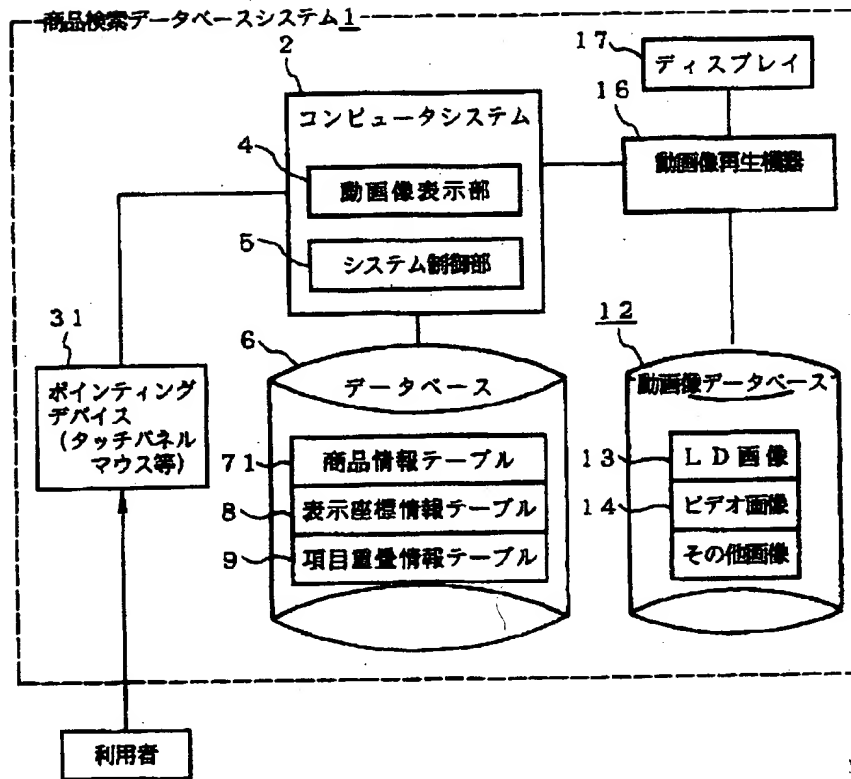 商品検索データベースシステム1
17
ディスプレイ
2
コンピュータシステム
16
動画像再生機器
4
動画像表示部
5
システム制御部
31
ポインティング
デバイス
(タッチパネル
マウス等)
6
データベース
12
動画像データベース
71
商品情報テーブル
8
表示座標情報テーブル
9
項目重畳情報テーブル
13
LD画像
14
ビデオ画像
その他画像
利用者